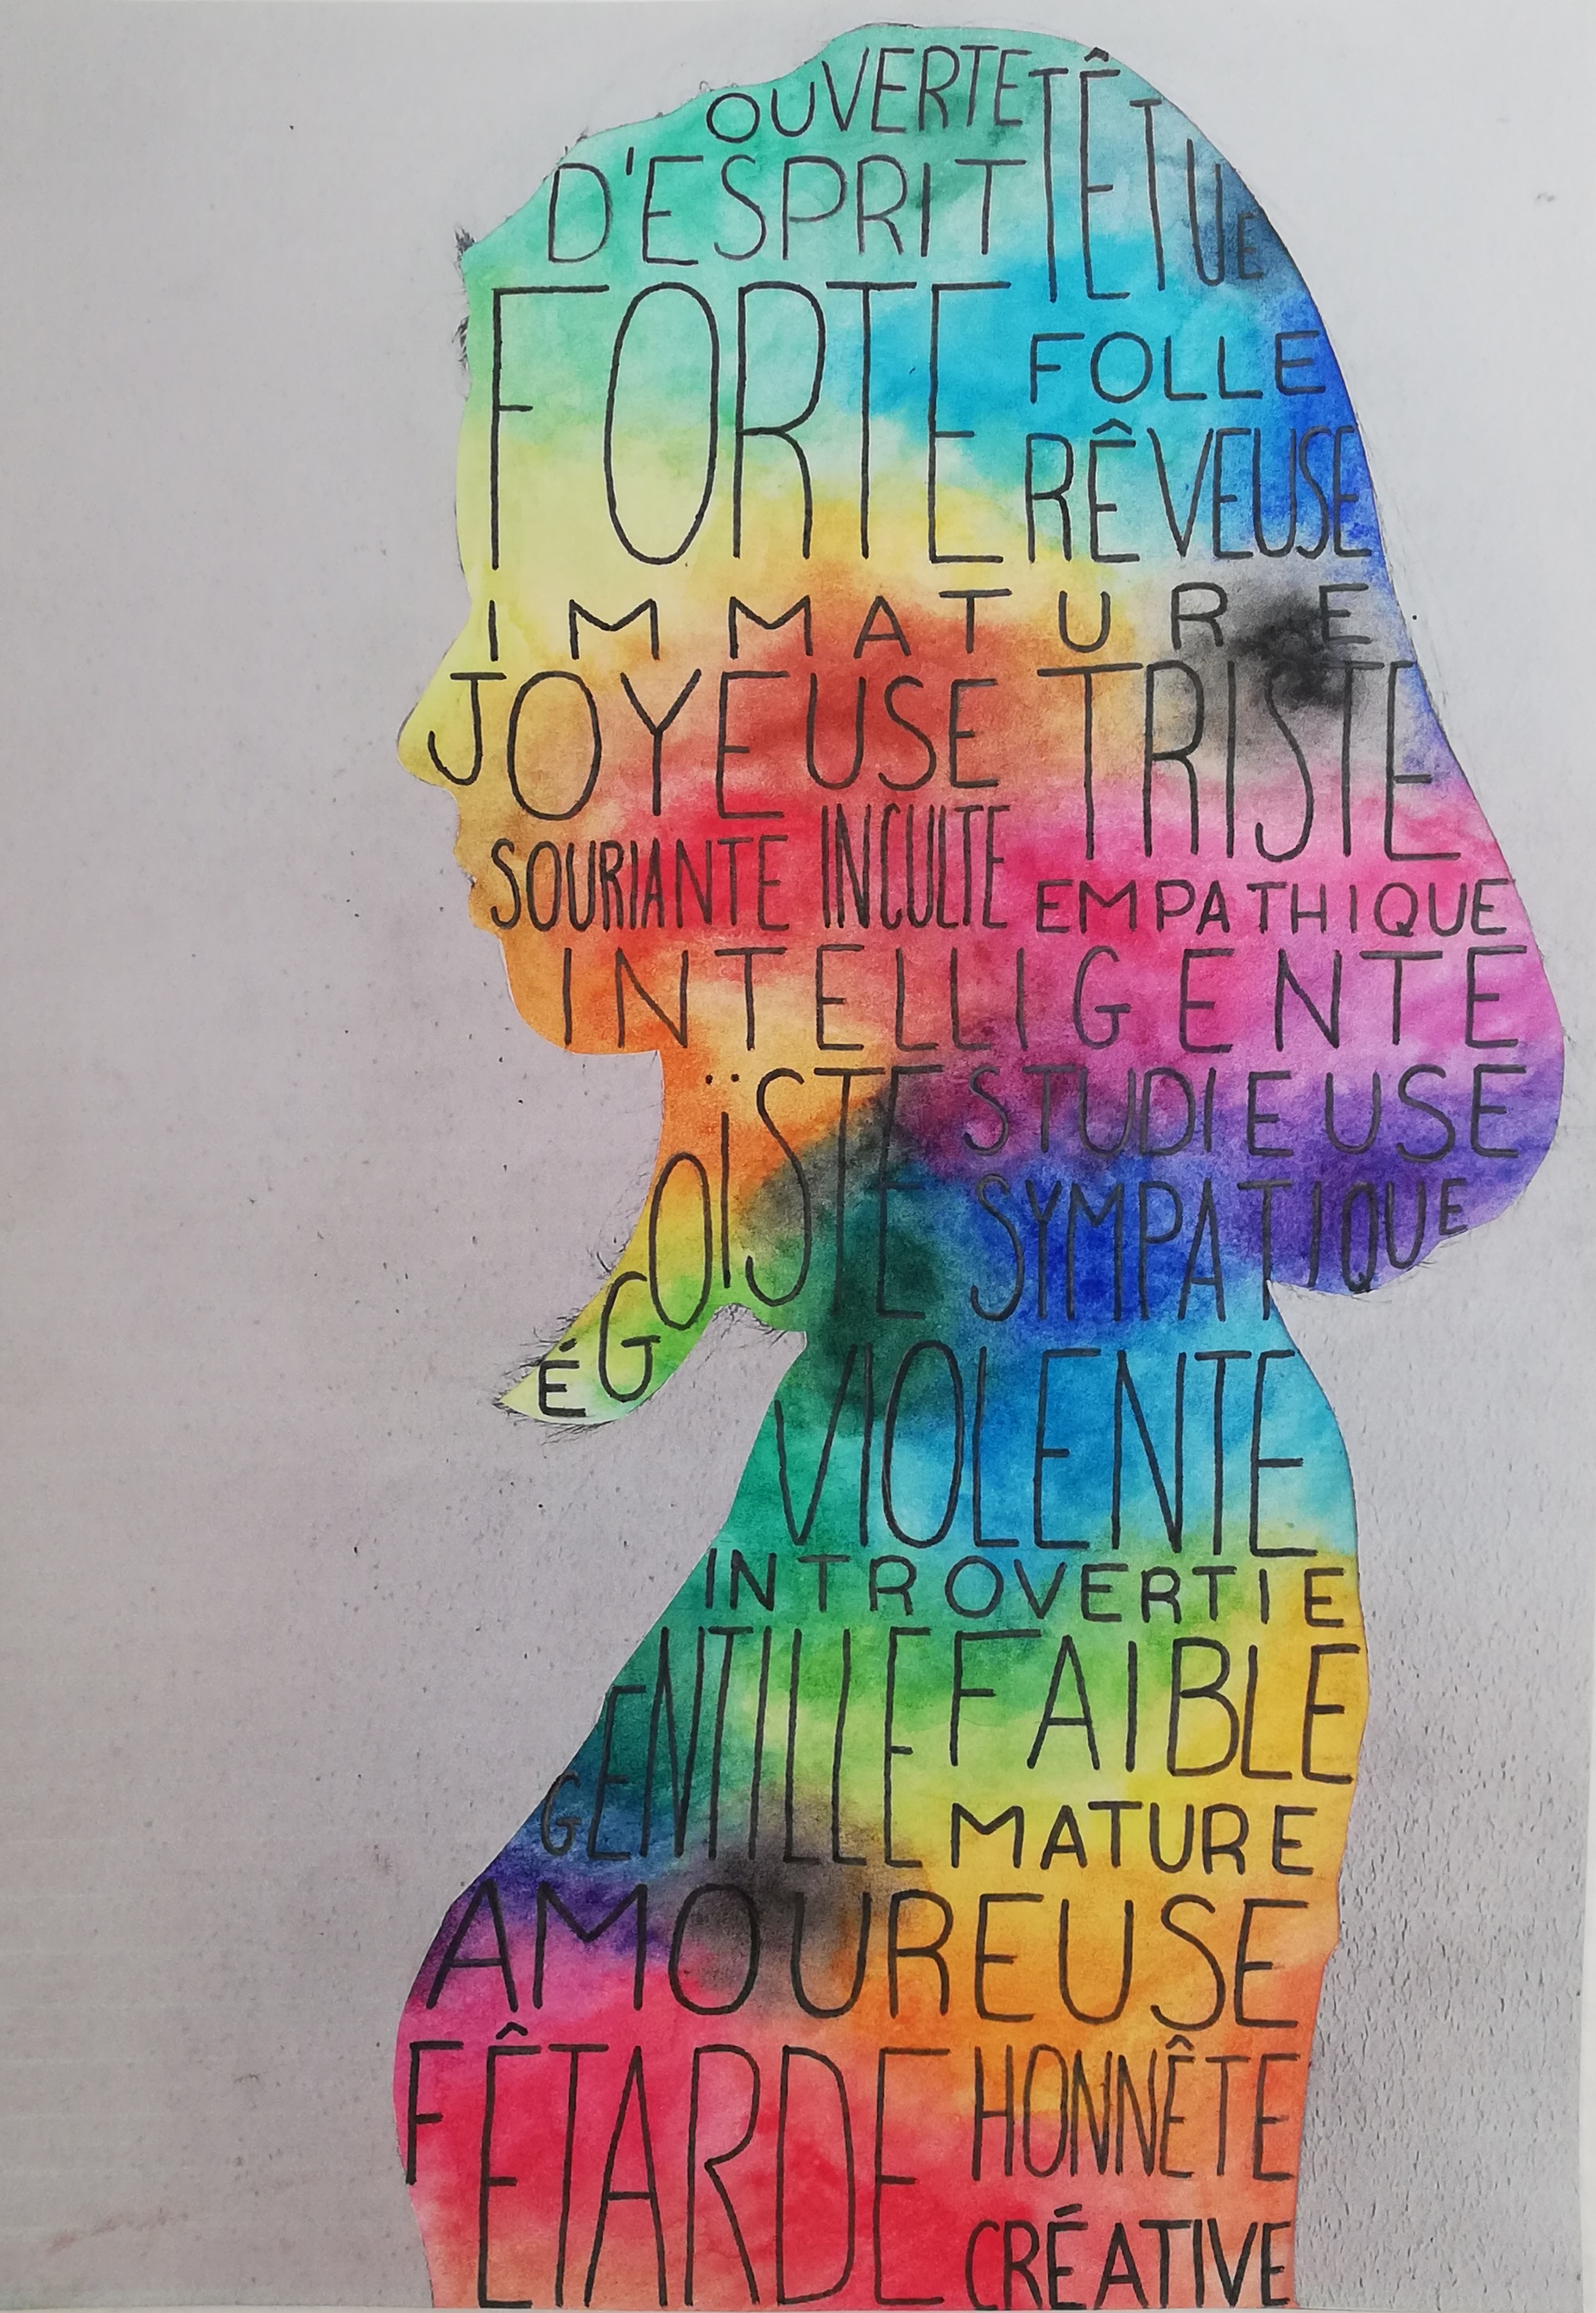 OUVERTE
D'ESPRIT
TÊTUE
FORTE
FOLLE
RÊVEUSE
IMMATURE
JOYEUSE TRISTE
SOURIANTE INCULTE EMPATHIQUE
INTELLIGENTE
ÉGOÏSTE STUDIEUSE
SYMPATIQUE
VIOLENTE
INTROVERTIE
GENTILLE FAIBLE
MATURE
AMOUREUSE
FÊTARDE HONNÊTE
CRÉATIVE